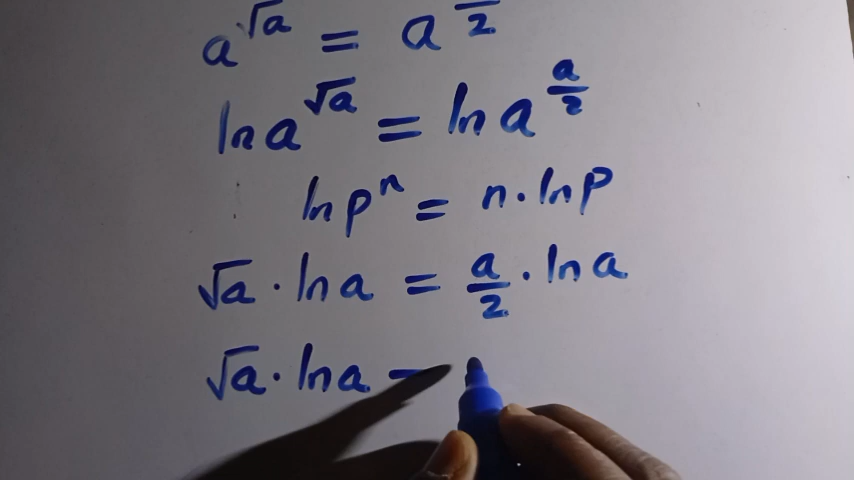 a^√a = a^/2
ln a^√a = ln a^a/2
ln p^n = n · ln p
√a · ln a = a/2 · ln a
√a · ln a −